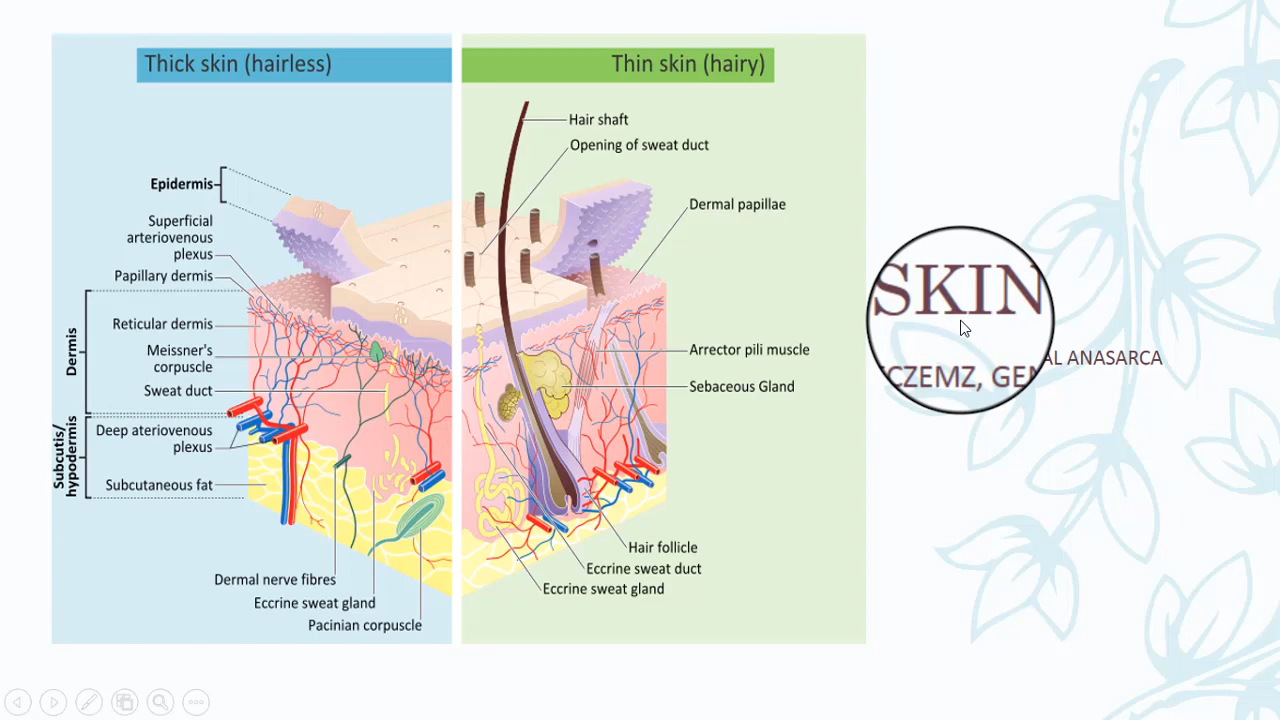 Thick skin (hairless)
Thin skin (hairy)
Epidermis
Superficial
arteriovenous
plexus
Papillary dermis
Dermis
Reticular dermis
Meissner's
corpuscle
Sweat duct
Subcutis/
hypodermis
Deep ateriovenous
plexus
Subcutaneous fat
Dermal nerve fibres
Eccrine sweat gland
Pacinian corpuscle
Hair shaft
Opening of sweat duct
Dermal papillae
Arrector pili muscle
Sebaceous Gland
Hair follicle
Eccrine sweat duct
Eccrine sweat gland
SKIN
ANASARCA